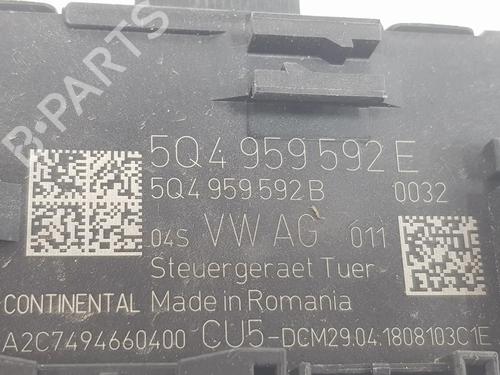 B-PARTS
5Q4 959 592 E
5Q4 959 592 B 0032
04S VW AG 011
Steuergeraet Tuer
CONTINENTAL Made in Romania
A2C7494660400 CU5-DCM29.04.1808103C1E